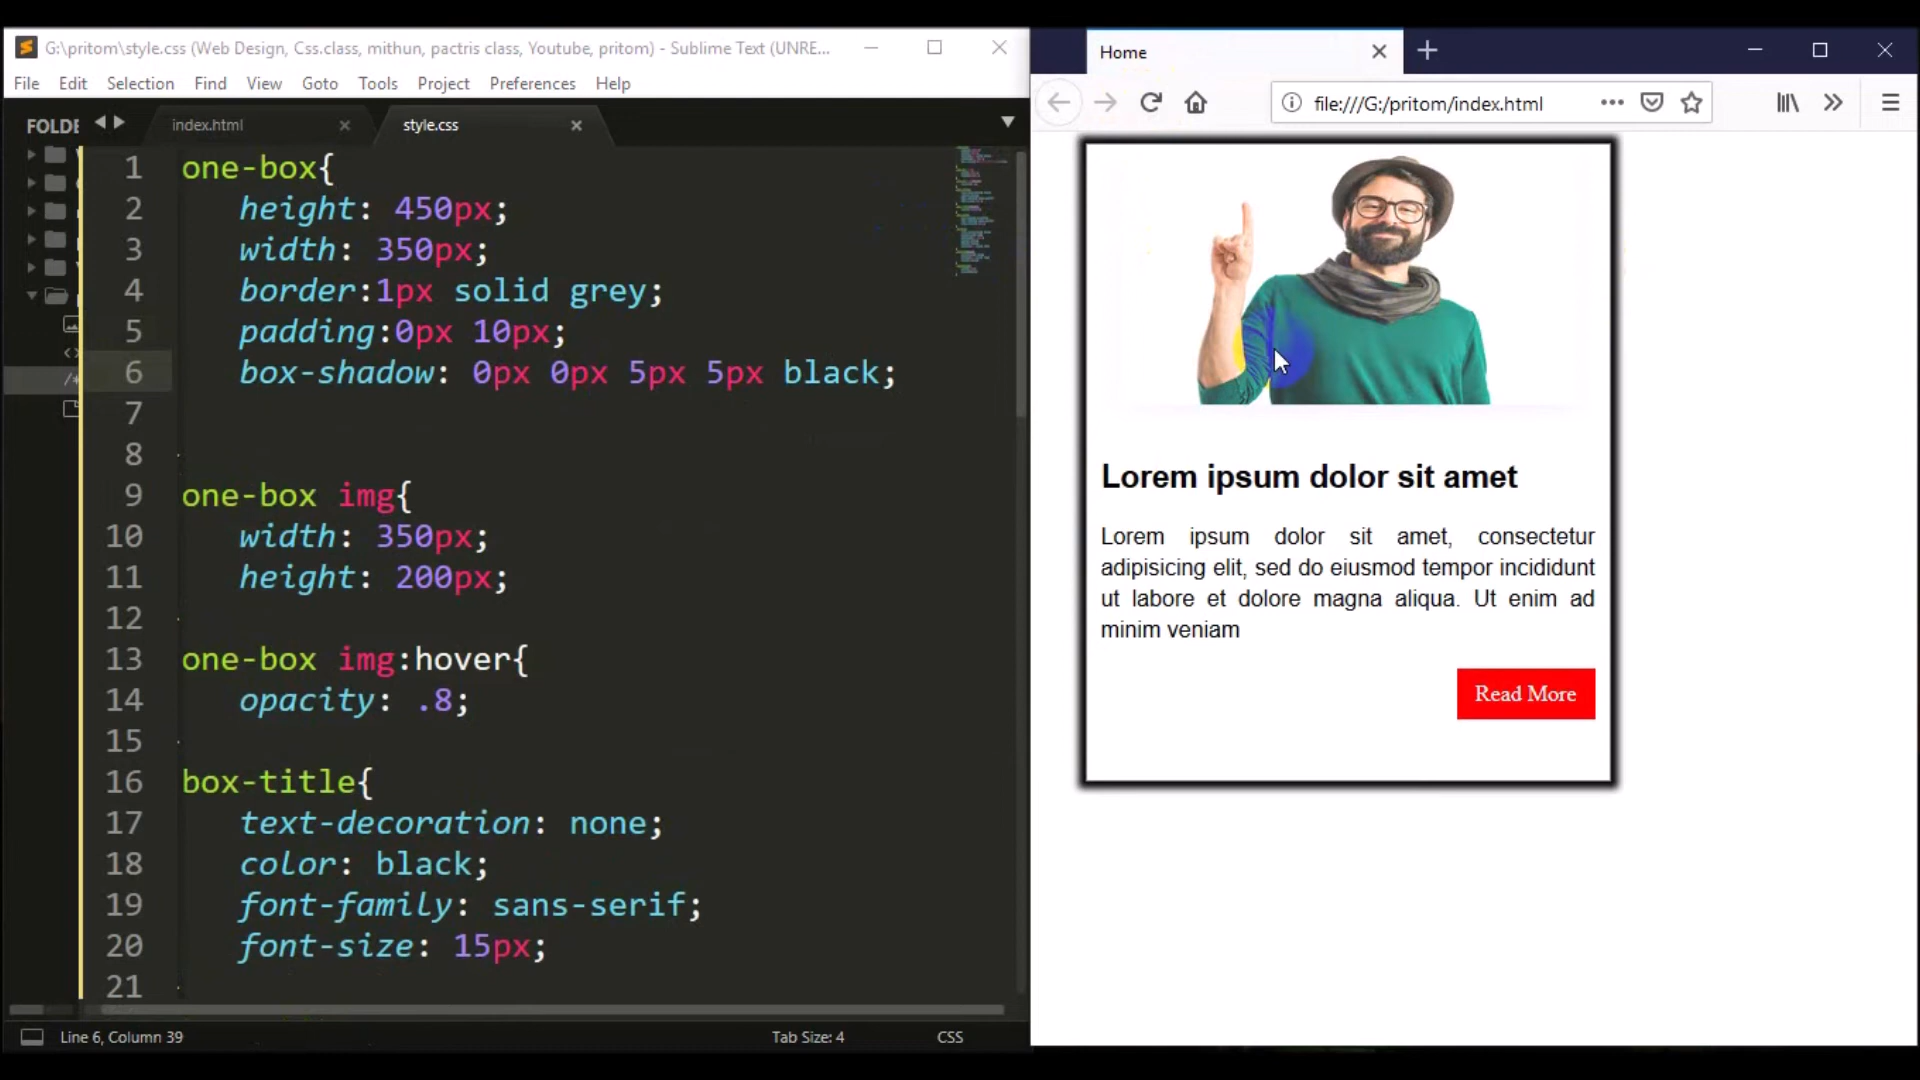 G:\pritom\style.css (Web Design, Css.class, mithun, pactris class, Youtube, pritom) - Sublime Text (UNRE...
File Edit Selection Find View Goto Tools Project Preferences Help
FOLDE
index.html
style.css
1 one-box{
2 height: 450px;
3 width: 350px;
4 border:1px solid grey;
5 padding:0px 10px;
6 box-shadow: 0px 0px 5px 5px black;
7
8
9 one-box img{
10 width: 350px;
11 height: 200px;
12
13 one-box img:hover{
14 opacity: .8;
15
16 box-title{
17 text-decoration: none;
18 color: black;
19 font-family: sans-serif;
20 font-size: 15px;
21
Line 6, Column 39
Tab Size: 4
CSS
Home
file:///G:/pritom/index.html
Lorem ipsum dolor sit amet
Lorem ipsum dolor sit amet, consectetur
adipisicing elit, sed do eiusmod tempor incididunt
ut labore et dolore magna aliqua. Ut enim ad
minim veniam
Read More